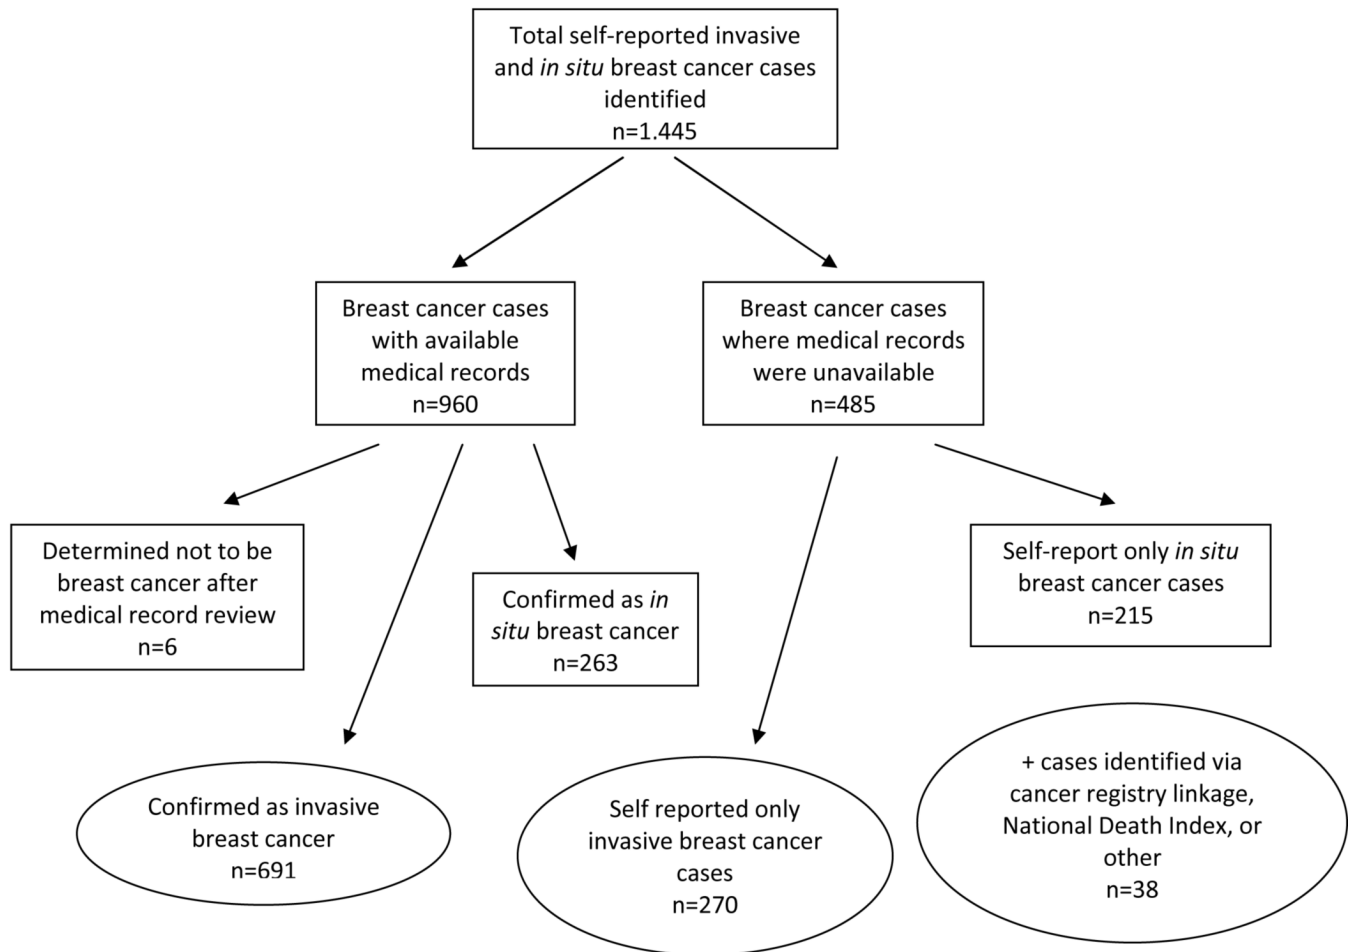 Total self-reported invasive
and in situ breast cancer cases
identified
n=1.445
Breast cancer cases
with available
medical records
n=960
Breast cancer cases
where medical records
were unavailable
n=485
Determined not to be
breast cancer after
medical record review
n=6
Confirmed as in
situ breast cancer
n=263
Self-report only in situ
breast cancer cases
n=215
Confirmed as invasive
breast cancer
n=691
Self reported only
invasive breast cancer
cases
n=270
+ cases identified via
cancer registry linkage,
National Death Index, or
other
n=38